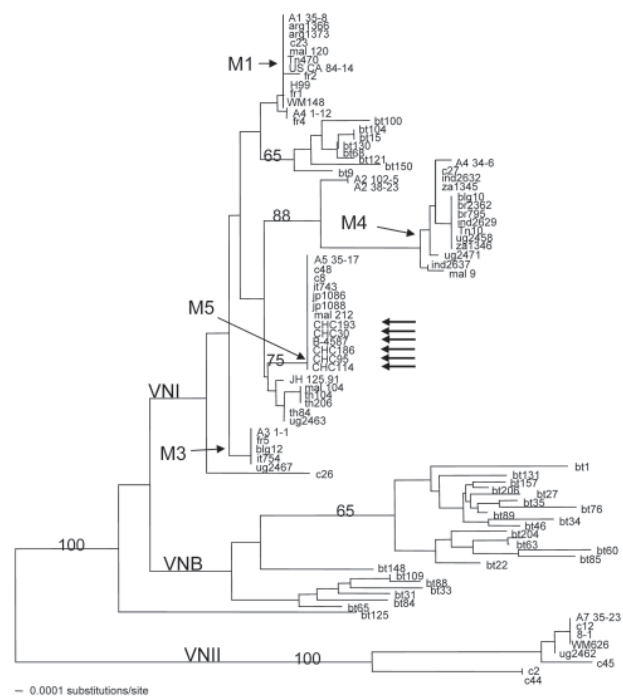 A1 35-8
arg1366
arg1373
c23
mal 120
Tn470
M1
US CA 84-14
fr2
H99
fr1
WM148
A4 1-12
fr4
bt100
bt104
bt15
bt130
65
bt68
bt121
bt150
bt9
A4 34-6
c27
ind2632
za1345
A2 102-5
A2 38-23
blg10
br2362
br795
88
M4
ind2629
Tn10
ug2458
za1346
ug2471
ind2637
mal 9
A5 35-17
c48
c8
jt743
jp1086
jp1088
M5
mal 212
CHC193
CHC30
B-4587
CHC186
75
CHC95
CHC114
JH 125.91
VNI
mal 104
th104
th206
th84
ug2463
A3 1-1
fr5
M3
blg12
it754
ug2467
c26
bt1
bt131
bt157
bt206
bt27
bt35
65
bt76
bt89
bt34
bt46
bt204
100
bt63
bt60
bt85
VNB
bt22
bt148
bt109
bt88
bt33
bt31
bt84
bt65
bt125
A7 35-23
c12
8-1
WM626
VNII
100
ug2462
c45
c2
c44
0.0001 substitutions/site